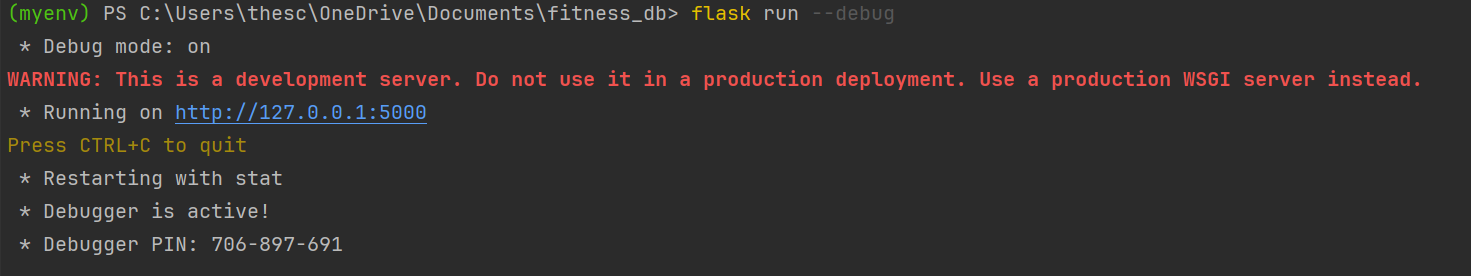 (myenv) PS C:\Users\thesc\OneDrive\Documents\fitness_db> flask run --debug
* Debug mode: on
WARNING: This is a development server. Do not use it in a production deployment. Use a production WSGI server instead.
* Running on http://127.0.0.1:5000
Press CTRL+C to quit
* Restarting with stat
* Debugger is active!
* Debugger PIN: 706-897-691